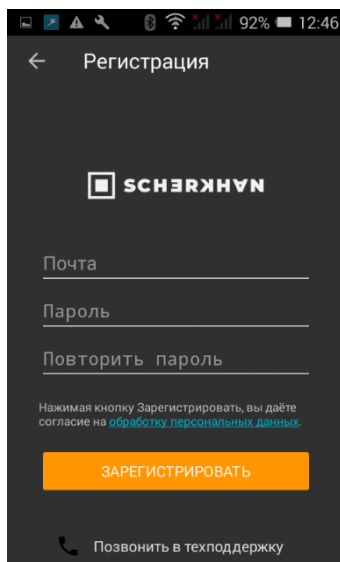 92% 12:46
Регистрация
SCHERKHAN
Почта
Пароль
Повторить пароль
Нажимая кнопку Зарегистрировать, вы даёте
согласие на обработку персональных данных.
ЗАРЕГИСТРИРОВАТЬ
Позвонить в техподдержку